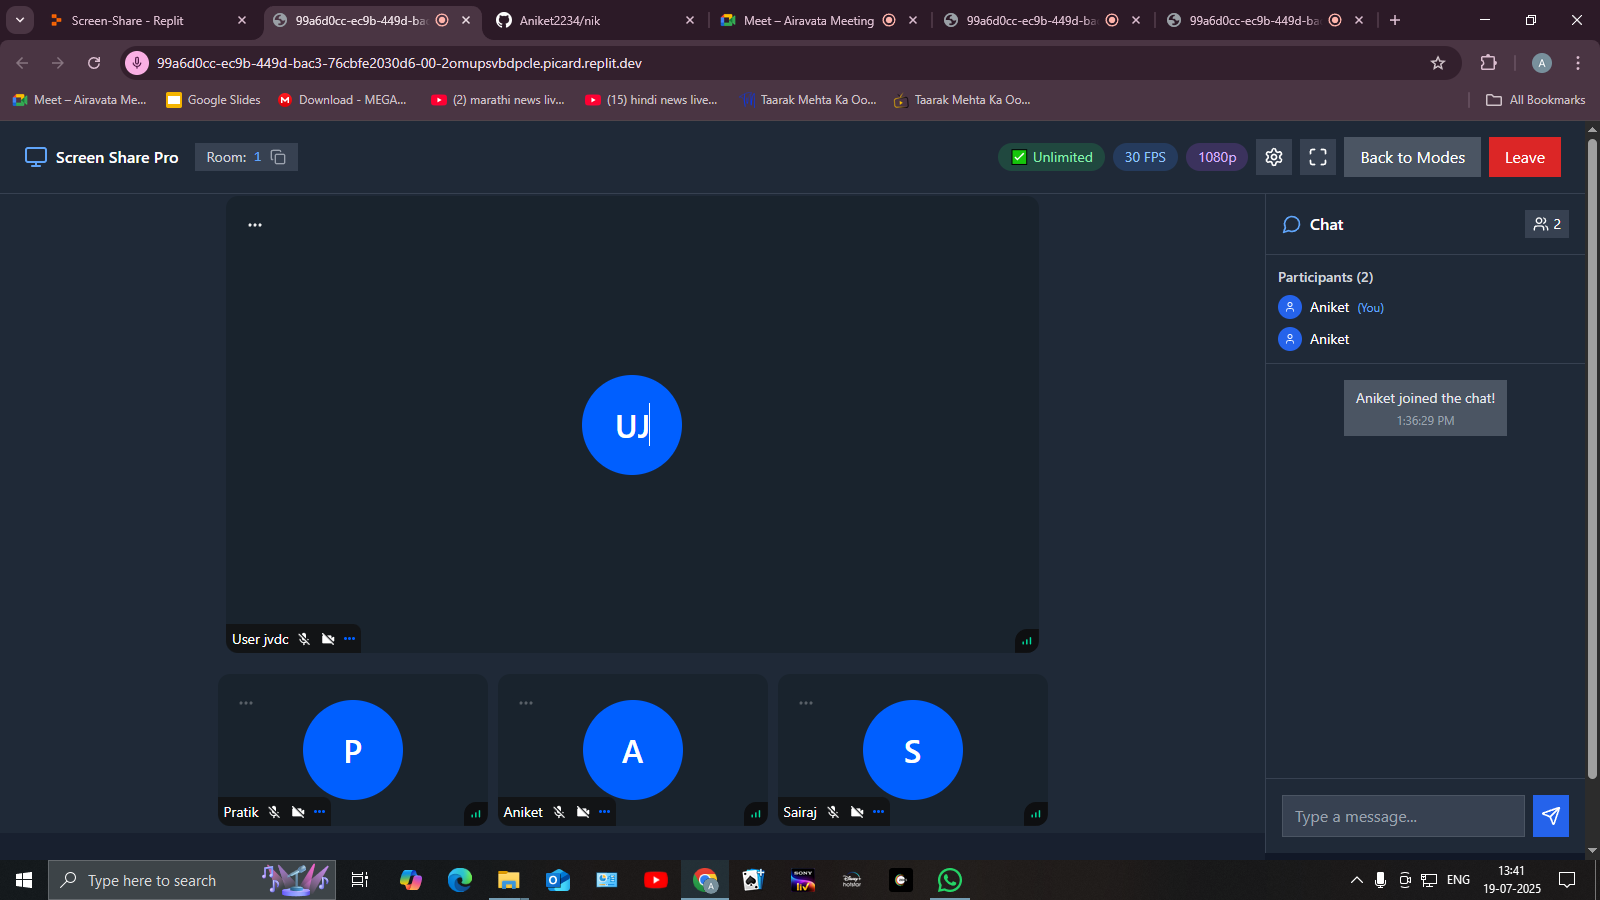 Screen-Share - Replit
99a6d0cc-ec9b-449d-bac
Aniket2234/nik
Meet – Airavata Meeting
99a6d0cc-ec9b-449d-ba
99a6d0cc-ec9b-449d-ba
99a6d0cc-ec9b-449d-bac3-76cbfe2030d6-00-2omupsvbdpcle.picard.replit.dev
A
Meet – Airavata Me...
Google Slides
Download - MEGA...
(2) marathi news liv...
(15) hindi news live...
Taarak Mehta Ka Oo...
Taarak Mehta Ka Oo...
All Bookmarks
Screen Share Pro
Room: 1
Unlimited
30 FPS
1080p
Back to Modes
Leave
UJ
User jvdc
P
Pratik
A
Aniket
S
Sairaj
Chat
2
Participants (2)
Aniket (You)
Aniket
Aniket joined the chat!
1:36:29 PM
Type a message...
Type here to search
A
SONY
liv
hotstar
ENG
13:41
19-07-2025